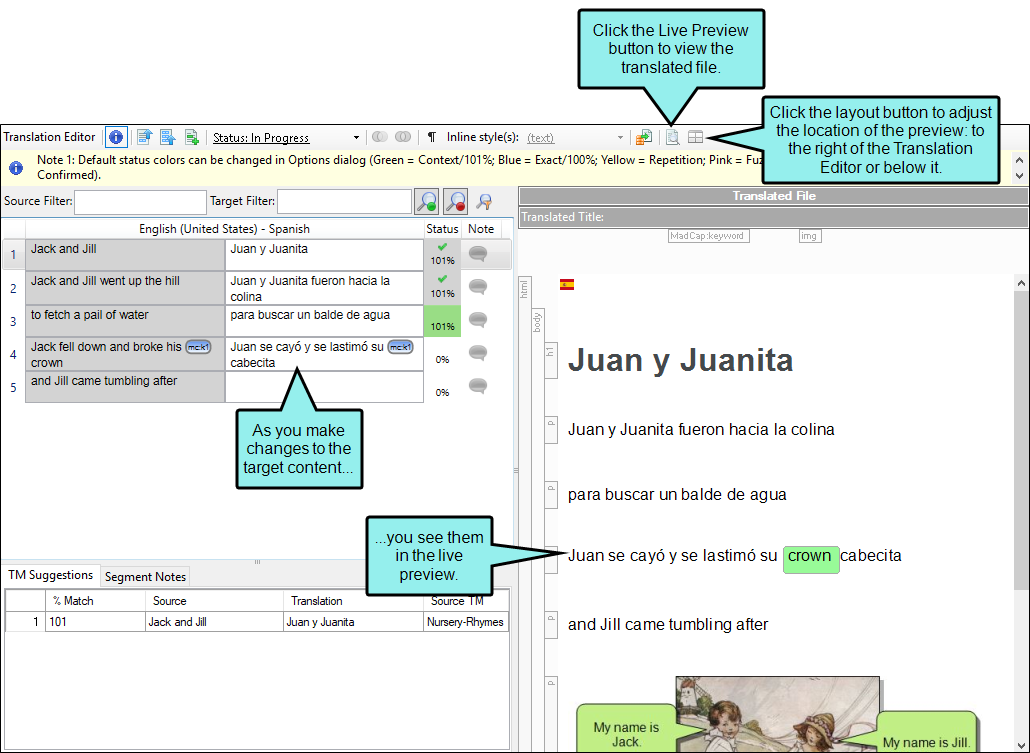 Click the Live Preview
button to view the
translated file.
Click the layout button to adjust
the location of the preview: to
the right of the Translation
Editor or below it.
Translation Editor
Status: In Progress
¶
Inline style(s):
(text)
Note 1: Default status colors can be changed in Options dialog (Green = Context/101%; Blue = Exact/100%; Yellow = Repetition; Pink = Fuz
Confirmed).
Source Filter:
Target Filter:
English (United States) - Spanish
Status
Note
1
Jack and Jill
Juan y Juanita
101%
2
Jack and Jill went up the hill
Juan y Juanita fueron hacia la
colina
101%
3
to fetch a pail of water
para buscar un balde de agua
101%
4
Jack fell down and broke his mc:k1
crown
Juan se cayó y se lastimó su mc:k1
cabecita
0%
5
and Jill came tumbling after
0%
As you make
changes to the
target content...
...you see them
in the live
preview.
TM Suggestions
Segment Notes
% Match
Source
Translation
Source TM
1
101
Jack and Jill
Juan y Juanita
Nursery-Rhymes
Translated File
Translated Title:
MadCap:keyword
img
html
body
h1
Juan y Juanita
p
Juan y Juanita fueron hacia la colina
p
para buscar un balde de agua
Juan se cayó y se lastimó su crown cabecita
p
and Jill came tumbling after
p
My name is
Jack.
My name is Jill.